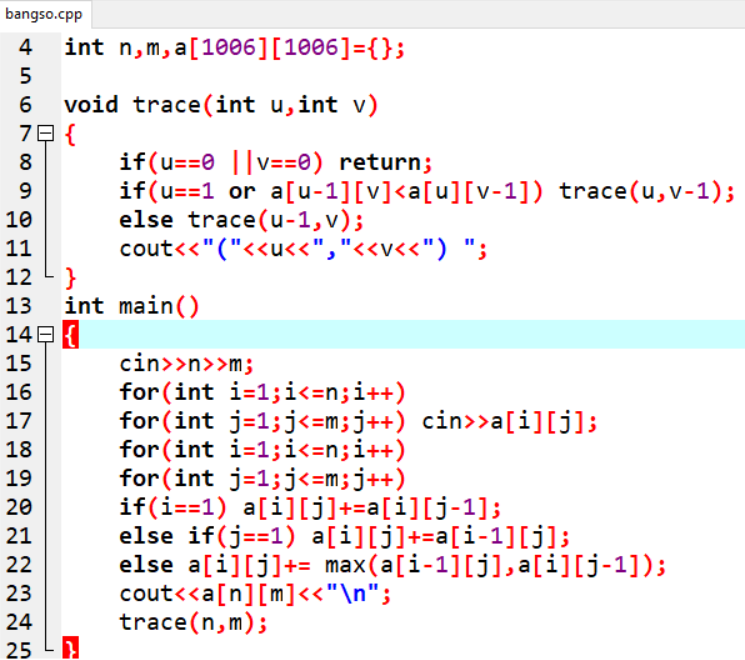 bangso.cpp
4 int n,m,a[1006][1006]={};
5
6 void trace(int u,int v)
7 {
8 if(u==0 ||v==0) return;
9 if(u==1 or a[u-1][v]<a[u][v-1]) trace(u,v-1);
10 else trace(u-1,v);
11 cout<<"("<<u<<","<<v<<") ";
12 }
13 int main()
14 {
15 cin>>n>>m;
16 for(int i=1;i<=n;i++)
17 for(int j=1;j<=m;j++) cin>>a[i][j];
18 for(int i=1;i<=n;i++)
19 for(int j=1;j<=m;j++)
20 if(i==1) a[i][j]+=a[i][j-1];
21 else if(j==1) a[i][j]+=a[i-1][j];
22 else a[i][j]+= max(a[i-1][j],a[i][j-1]);
23 cout<<a[n][m]<<"\n";
24 trace(n,m);
25 }